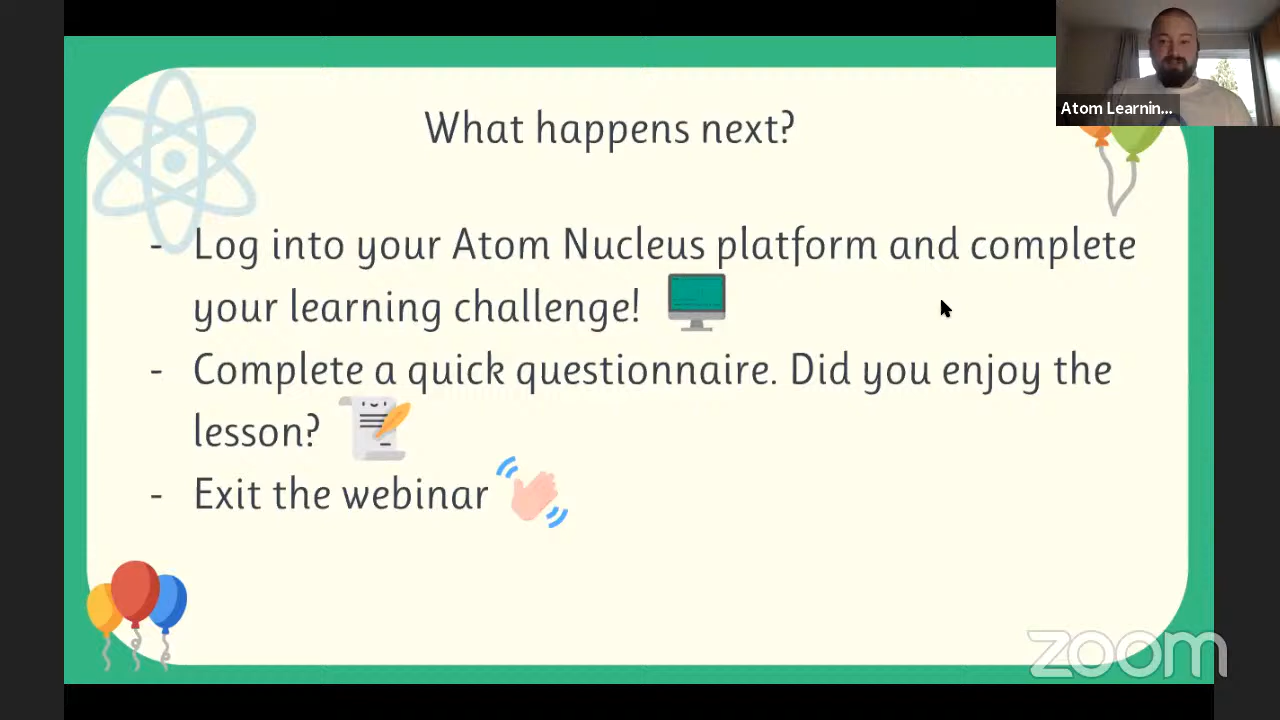 What happens next?
Atom Learnin...
- Log into your Atom Nucleus platform and complete
your learning challenge!
- Complete a quick questionnaire. Did you enjoy the
lesson?
- Exit the webinar
zoom